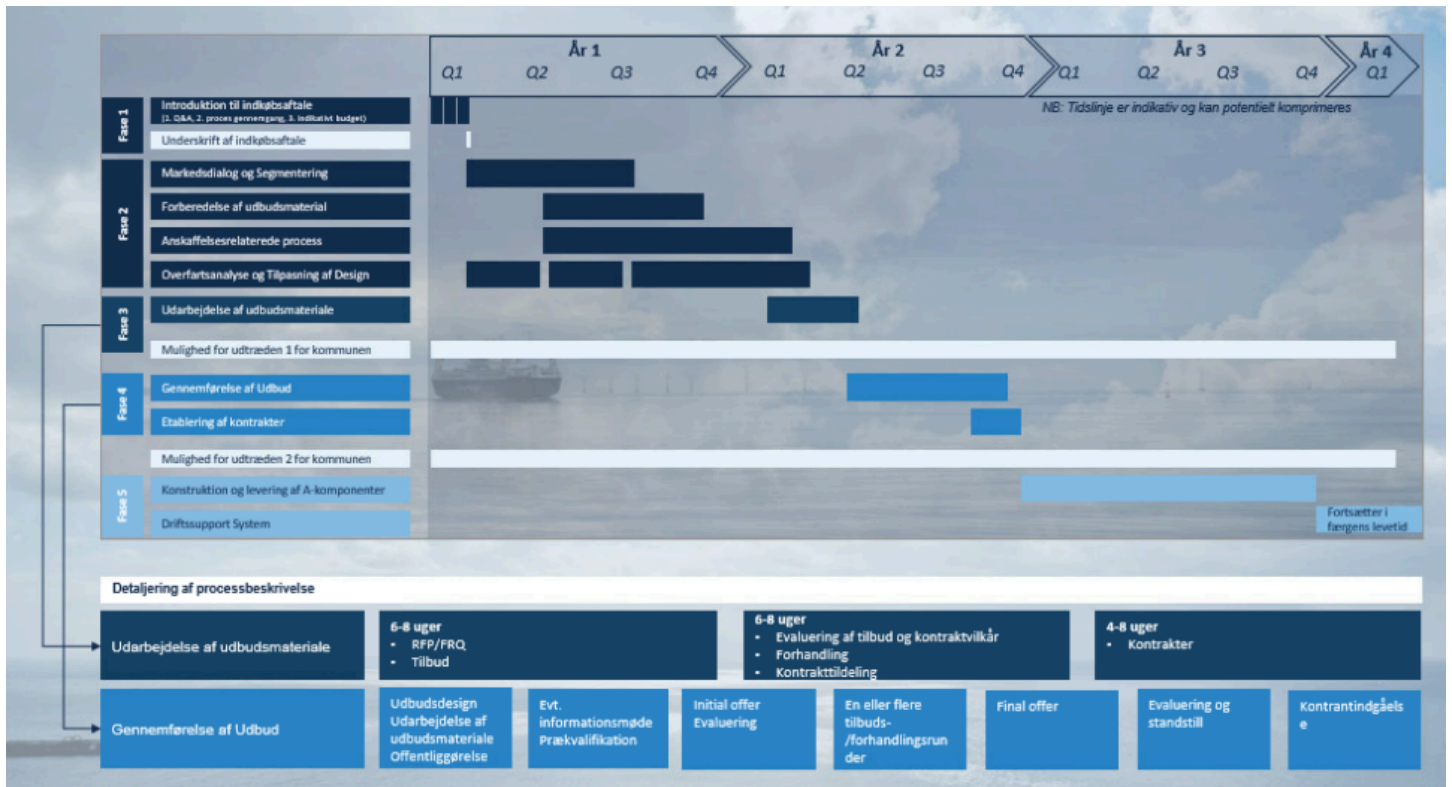 År 1
År 2
År 3
År 4
Q1
Q2
Q3
Q4
Q1
Q2
Q3
Q4
Q1
Q2
Q3
Q4
Q1
NB: Tidslinje er indikativ og kan potentielt komprimeres
Fase 1
Introduktion til indkøbsaftale
(1. Q&A, 2. proces gennemgang, 3. indikativt budget)
Underskrift af indkøbsaftale
Fase 2
Markedsdialog og Segmentering
Forberedelse af udbudsmaterial
Anskaffelsesrelaterede process
Overfartsanalyse og Tilpasning af Design
Fase 3
Udarbejdelse af udbudsmateriale
Mulighed for udtræden 1 for kommunen
Fase 4
Gennemførelse af Udbud
Etablering af kontrakter
Mulighed for udtræden 2 for kommunen
Fase 5
Konstruktion og levering af A-komponenter
Driftssupport System
Fortsætter i
færgens levetid
Detaljering af processbeskrivelse
Udarbejdelse af udbudsmateriale
6-8 uger
• RFP/FRQ
• Tilbud
6-8 uger
• Evaluering af tilbud og kontraktvilkår
• Forhandling
• Kontrakttildeling
4-8 uger
• Kontrakter
Gennemførelse af Udbud
Udbudsdesign
Udarbejdelse af
udbudsmateriale
Offentliggørelse
Evt.
informationsmøde
Prækvalifikation
Initial offer
Evaluering
En eller flere
tilbuds-
/forhandlingsrun
der
Final offer
Evaluering og
standstill
Kontrantindgåels
e